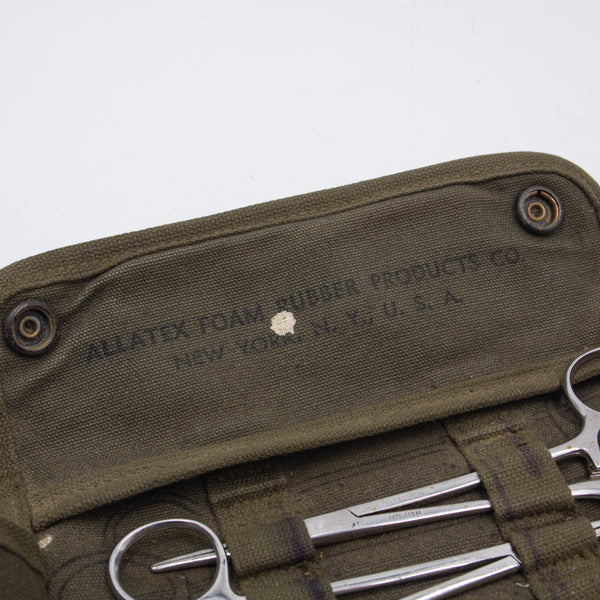 ALLATEX FOAM RUBBER PRODUCTS CO.
NEW YORK, N. Y., U. S. A.